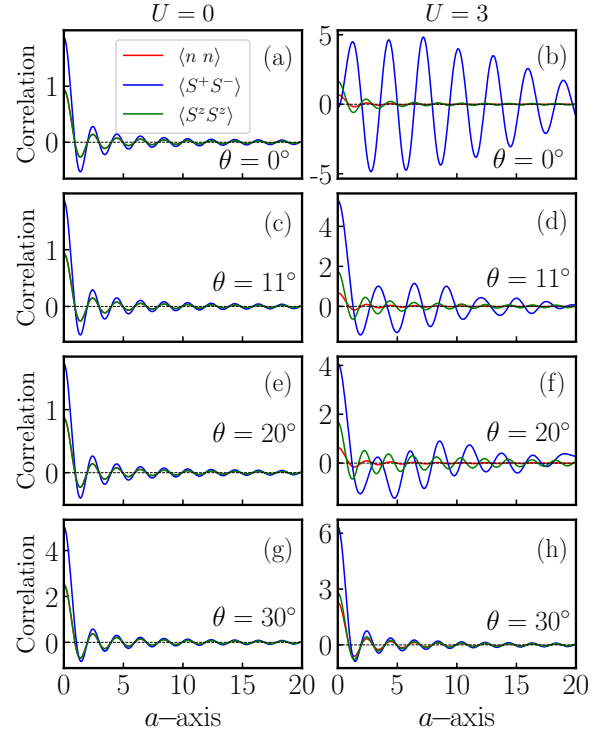 U = 0
U = 3
Correlation
1
0
⟨n n⟩
⟨S⁺S⁻⟩
⟨SᶻSᶻ⟩
(a)
θ = 0°
5
0
-5
(b)
θ = 0°
Correlation
1
0
(c)
θ = 11°
4
2
0
(d)
θ = 11°
Correlation
1
0
(e)
θ = 20°
4
2
0
(f)
θ = 20°
Correlation
4
2
0
(g)
θ = 30°
6
3
0
(h)
θ = 30°
0 5 10 15 20
0 5 10 15 20
a–axis
a–axis